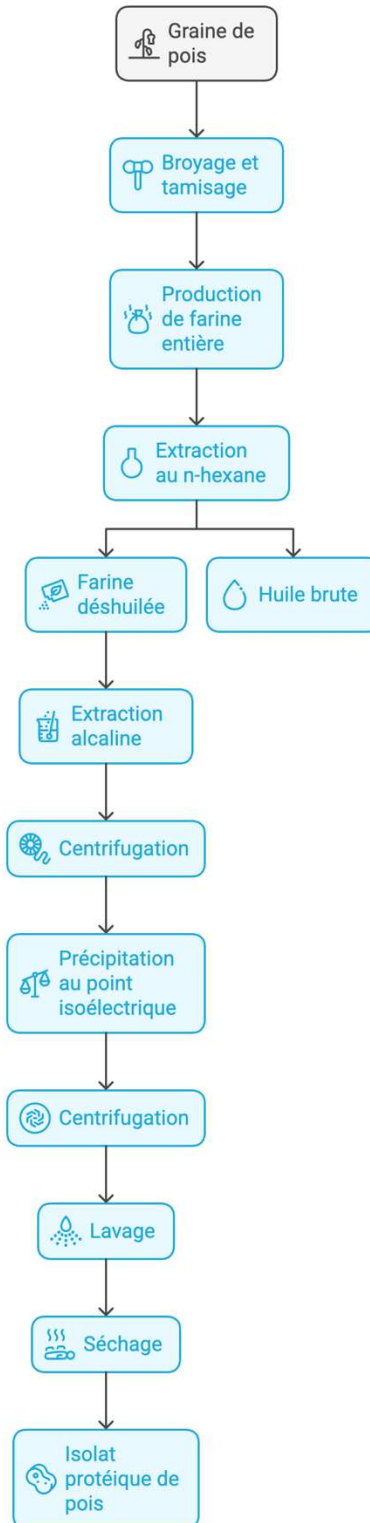 Graine de
pois
Broyage et
tamisage
Production
de farine
entière
Extraction
au n-hexane
Farine
déshuilée
Huile brute
Extraction
alcaline
Centrifugation
Précipitation
au point
isoélectrique
Centrifugation
Lavage
Séchage
Isolat
protéique de
pois